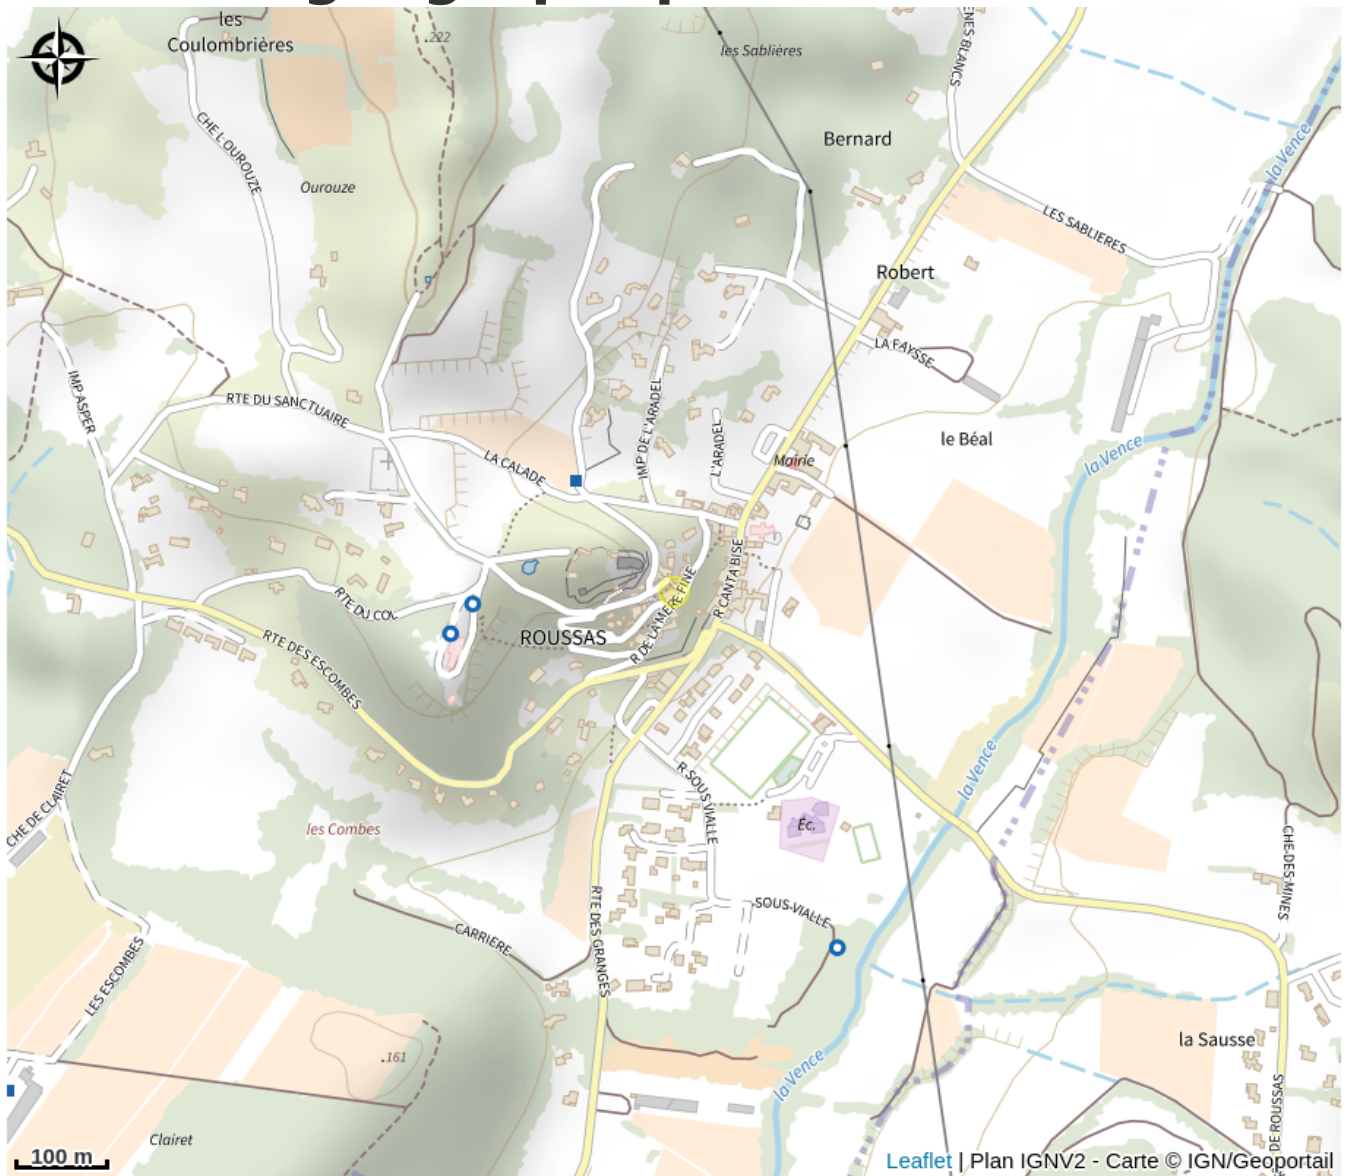 les
Coulombrières
.222
les Sablières
ENES-BLANCS
Bernard
la Vence
CHE L OUROUZE
Ourouze
LES SABLIERES
Robert
LA FAYSSE
IMP ASPER
RTE DU SANCTUAIRE
IMP DE L'ARADEL
L'ARADEL
le Béal
la Vence
LA CALADE
Mairie
R CANTA BISE
R DE LA MERE FINE
RTE DU COL
ROUSSAS
RTE DES ESCOMBES
la Vence
R SOUS VIALLE
CHE DE CLAIRET
les Combes
Éc.
CHE-DES-MINES
SOUS-VIALLE
RTE DES GRANGES
CARRIERE
LES ESCOMBES
la Sausse
.161
la Vence
DE ROUSSAS
Clairet
100 m
Leaflet | Plan IGNV2 - Carte © IGN/Geoportail